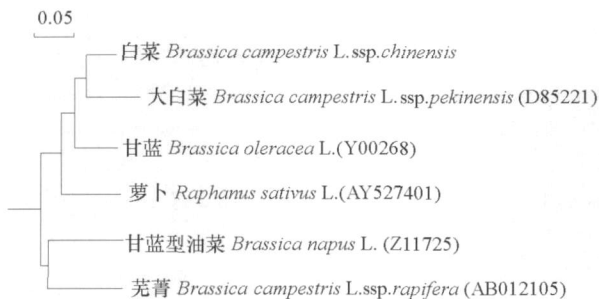 0.05
白菜 Brassica campestris L.ssp.chinensis
大白菜 Brassica campestris L.ssp.pekinensis (D85221)
甘蓝 Brassica oleracea L.(Y00268)
萝卜 Raphanus sativus L.(AY527401)
甘蓝型油菜 Brassica napus L. (Z11725)
芜菁 Brassica campestris L.ssp.rapifera (AB012105)